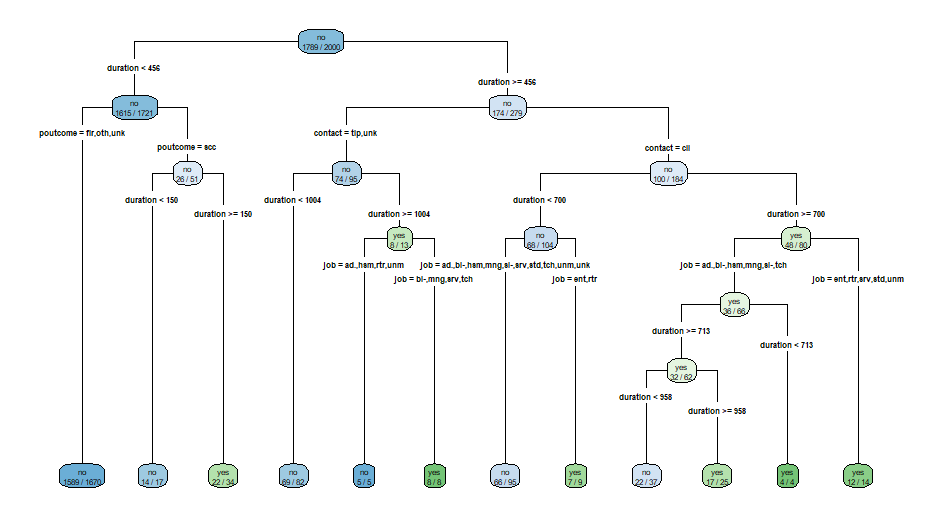 no
1789 / 2000
duration < 456
duration >= 456
no
1615 / 1721
no
174 / 279
poutcome = flr,oth,unk
poutcome = scc
contact = tlp,unk
contact = cll
no
26 / 51
no
74 / 95
no
100 / 184
duration < 150
duration >= 150
duration < 1004
duration >= 1004
duration < 700
duration >= 700
yes
8 / 13
no
68 / 104
yes
48 / 80
job = ad.,hsm,rtr,unm
job = bl-,mng,srv,tch
job = ad.,bl-,hsm,mng,sl-,srv,std,tch,unm,unk
job = ent,rtr
job = ad.,bl-,hsm,mng,sl-,tch
job = ent,rtr,srv,std,unm
yes
36 / 66
duration >= 713
duration < 713
yes
32 / 62
duration < 958
duration >= 958
no
1589 / 1670
no
14 / 17
yes
22 / 34
no
69 / 82
no
5 / 5
yes
8 / 8
no
66 / 95
yes
7 / 9
no
22 / 37
yes
17 / 25
yes
4 / 4
yes
12 / 14